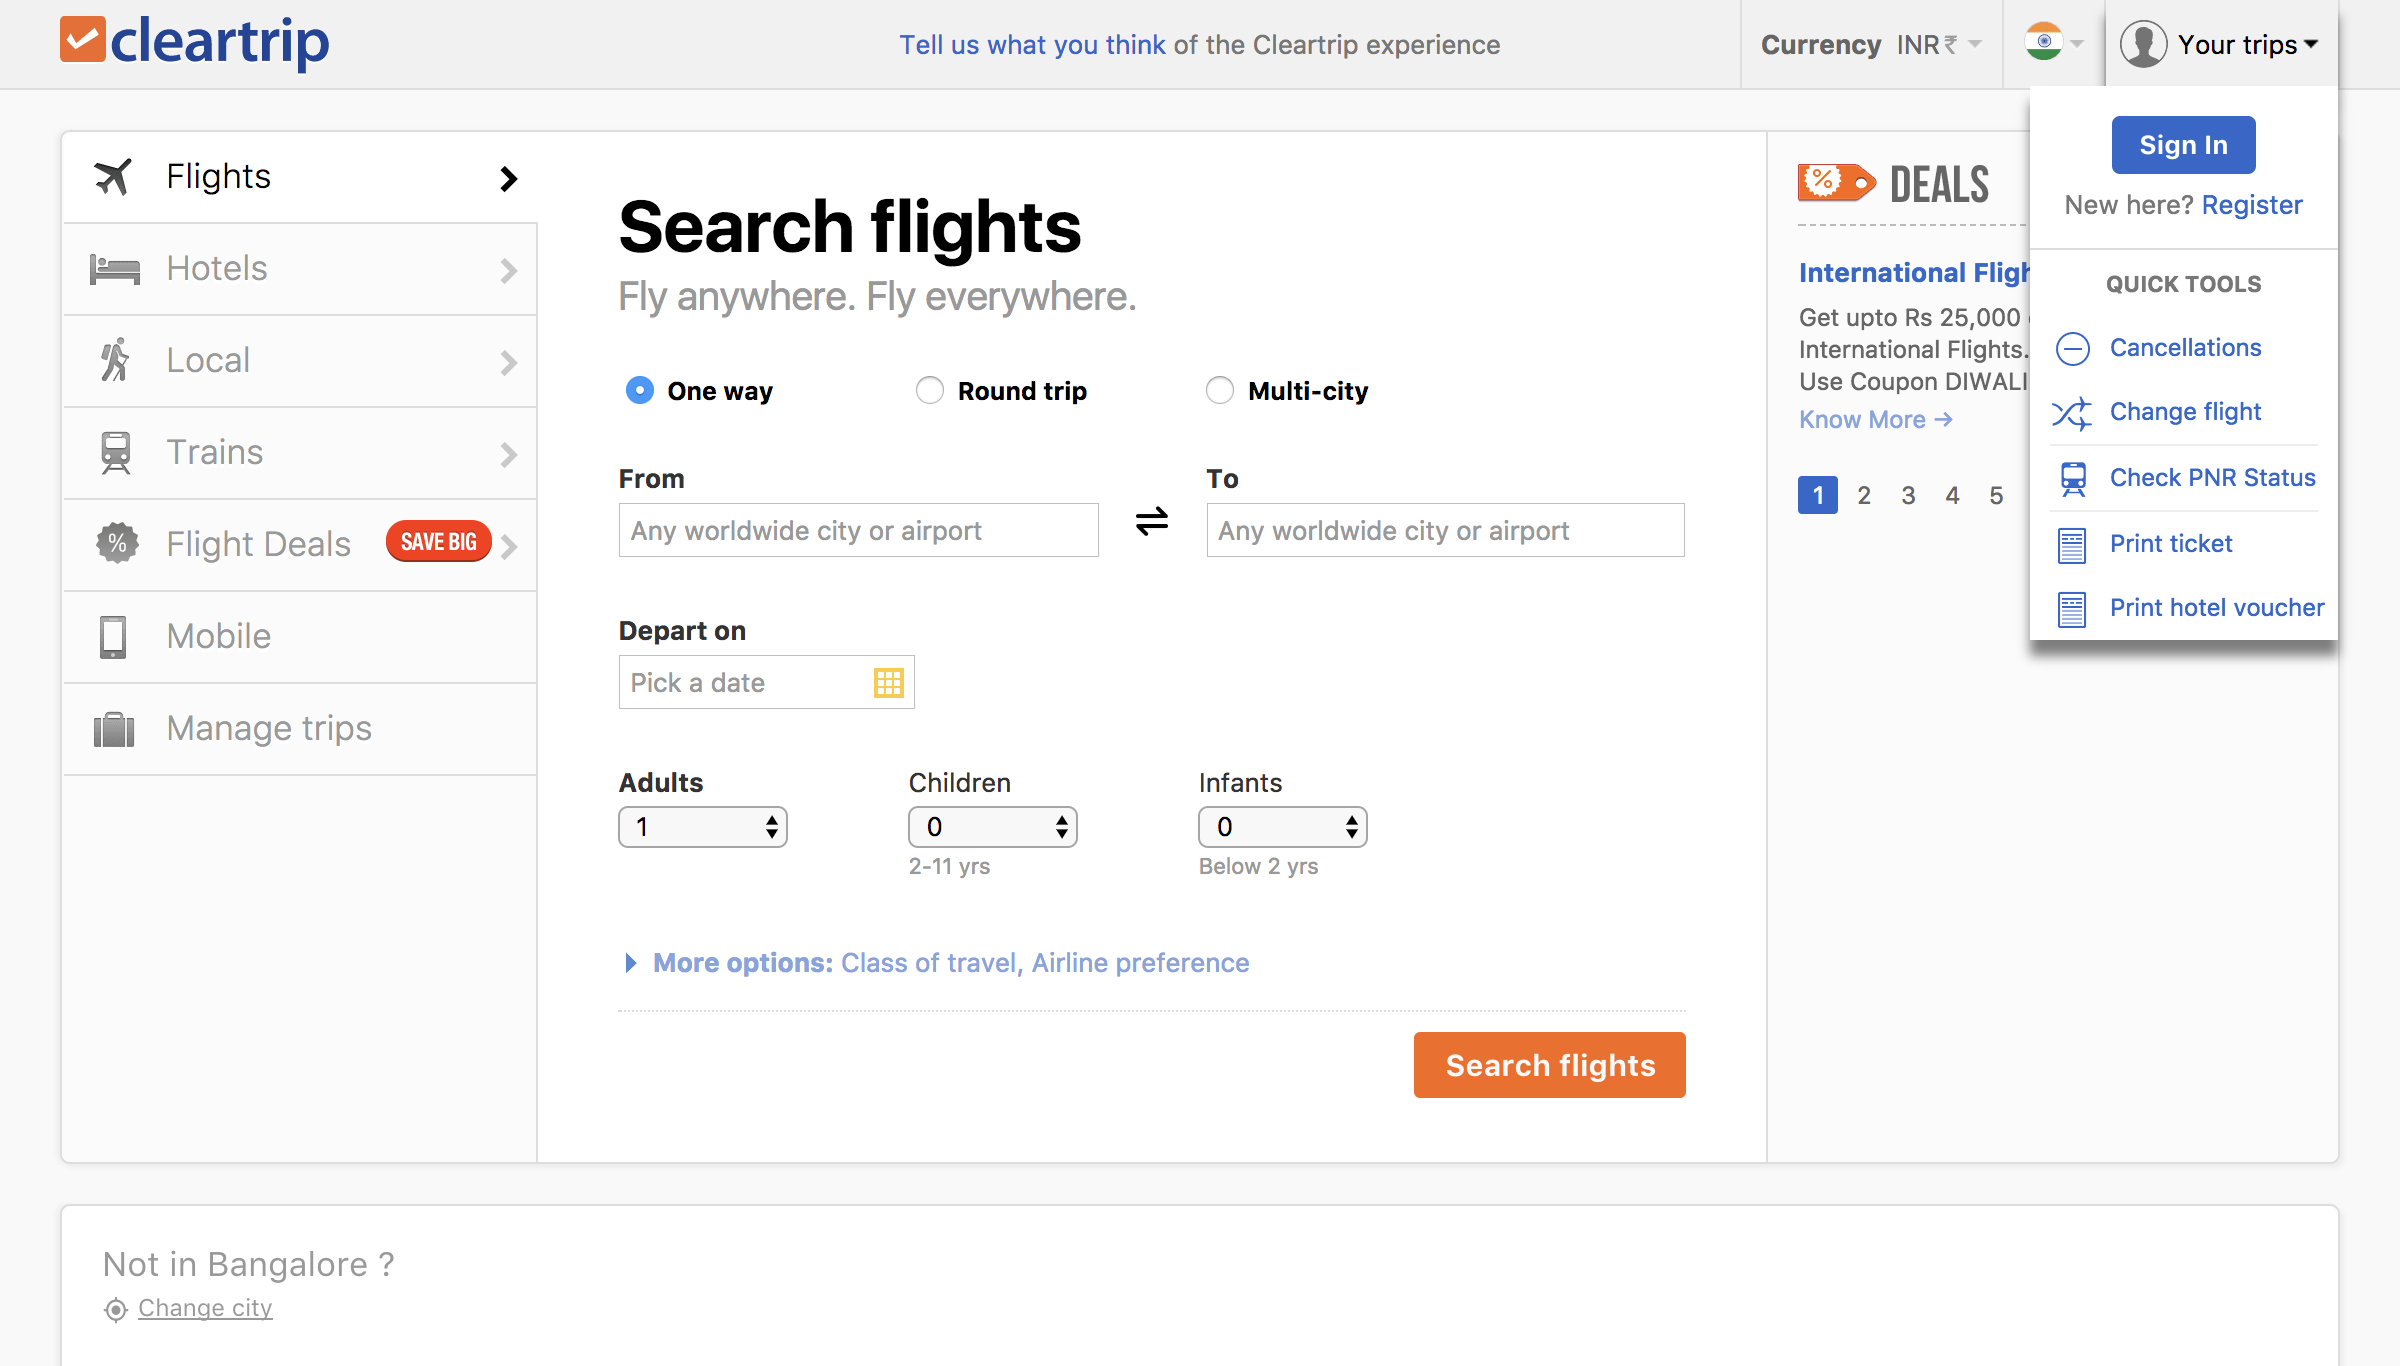 cleartrip
Tell us what you think of the Cleartrip experience
Currency INR ₹
Your trips
Flights
Hotels
Local
Trains
Flight Deals SAVE BIG
Mobile
Manage trips
Search flights
Fly anywhere. Fly everywhere.
One way Round trip Multi-city
From To
Any worldwide city or airport Any worldwide city or airport
Depart on
Pick a date
Adults Children Infants
1 0 0
2-11 yrs Below 2 yrs
More options: Class of travel, Airline preference
Search flights
% DEALS
International
Get upto Rs 25,000
International Flights.
Use Coupon DIWALI
Know More →
1 2 3 4 5
Sign In
New here? Register
QUICK TOOLS
Cancellations
Change flight
Check PNR Status
Print ticket
Print hotel voucher
Not in Bangalore ?
Change city